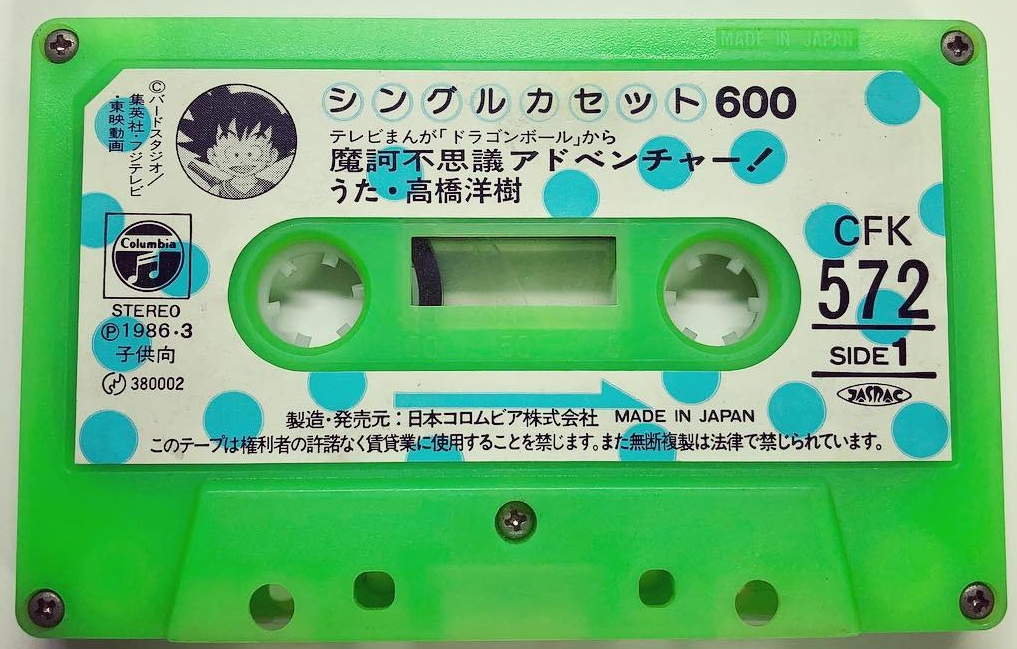 MADE IN JAPAN
©バードスタジオ/
集英社・フジテレビ
・東映動画
シングルカセット600
テレビまんが「ドラゴンボール」から
魔訶不思議アドベンチャー!
うた・高橋洋樹
Columbia
STEREO
Ⓟ1986・3
子供向
380002
CFK
572
SIDE1
JASRAC
製造・発売元:日本コロムビア株式会社 MADE IN JAPAN
このテープは権利者の許諾なく賃貸業に使用することを禁じます。また無断複製は法律で禁じられています。